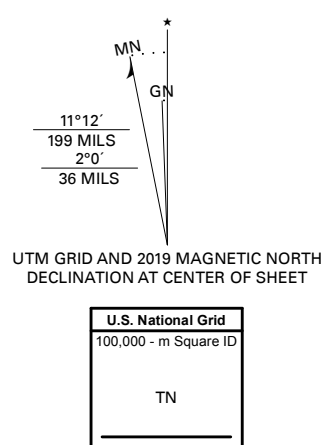 ★
MN
GN
11°12´
199 MILS
2°0´
36 MILS
UTM GRID AND 2019 MAGNETIC NORTH
DECLINATION AT CENTER OF SHEET
U.S. National Grid
100,000 - m Square ID
TN